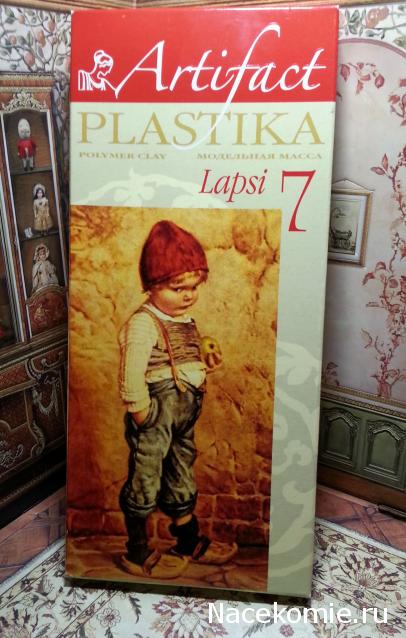 Artifact
PLASTIKA
POLYMER CLAY МОДЕЛЬНАЯ МАССА
Lapsi 7
Nacekomie.ru